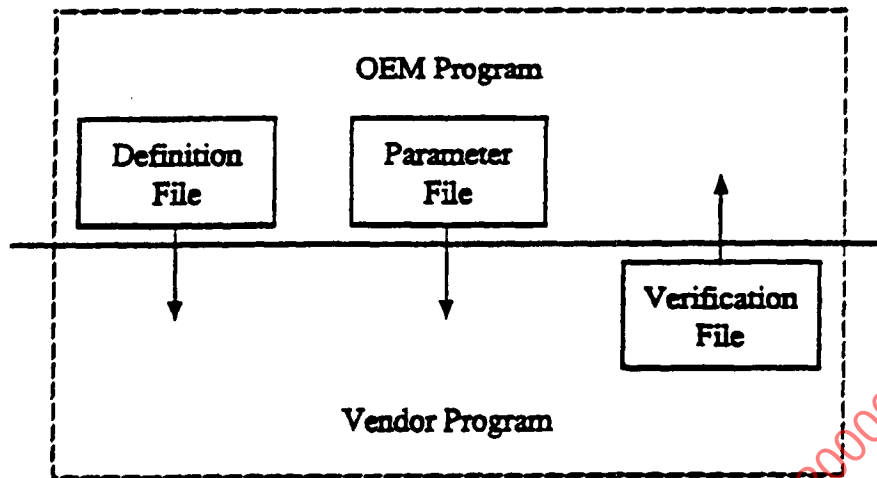 OEM Program
Definition
File
Parameter
File
Verification
File
Vendor Program